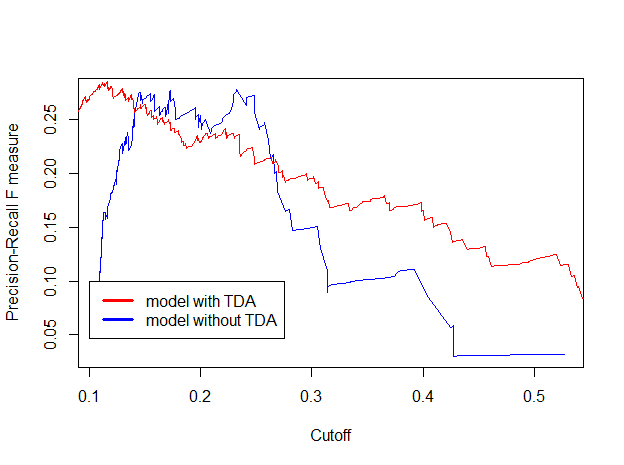 Precision-Recall F measure
0.25
0.20
0.15
0.10
0.05
model with TDA
model without TDA
0.1 0.2 0.3 0.4 0.5
Cutoff